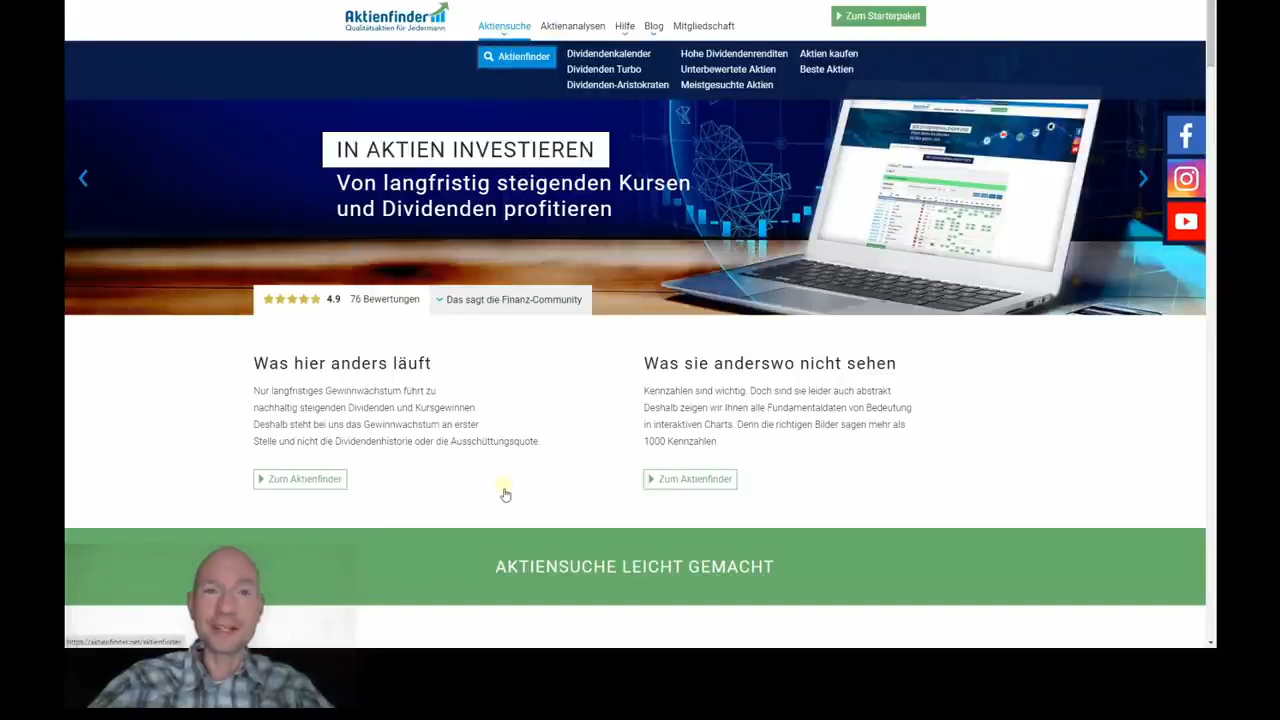 Aktienfinder
Qualitätsaktien für Jedermann
Aktiensuche Aktienanalysen Hilfe Blog Mitgliedschaft
Zum Starterpaket
Aktienfinder
Dividendenkalender Hohe Dividendenrenditen Aktien kaufen
Dividenden Turbo Unterbewertete Aktien Beste Aktien
Dividenden-Aristokraten Meistgesuchte Aktien
IN AKTIEN INVESTIEREN
Von langfristig steigenden Kursen
und Dividenden profitieren
4.9 76 Bewertungen Das sagt die Finanz-Community
Was hier anders läuft
Nur langfristiges Gewinnwachstum führt zu
nachhaltig steigenden Dividenden und Kursgewinnen
Deshalb steht bei uns das Gewinnwachstum an erster
Stelle und nicht die Dividendenhistorie oder die Ausschüttungsquote.
Zum Aktienfinder
Was sie anderswo nicht sehen
Kennzahlen sind wichtig. Doch sind sie leider auch abstrakt
Deshalb zeigen wir Ihnen alle Fundamentaldaten von Bedeutung
in interaktiven Charts. Denn die richtigen Bilder sagen mehr als
1000 Kennzahlen
Zum Aktienfinder
AKTIENSUCHE LEICHT GEMACHT
https://aktienfinder.net/aktienfinder